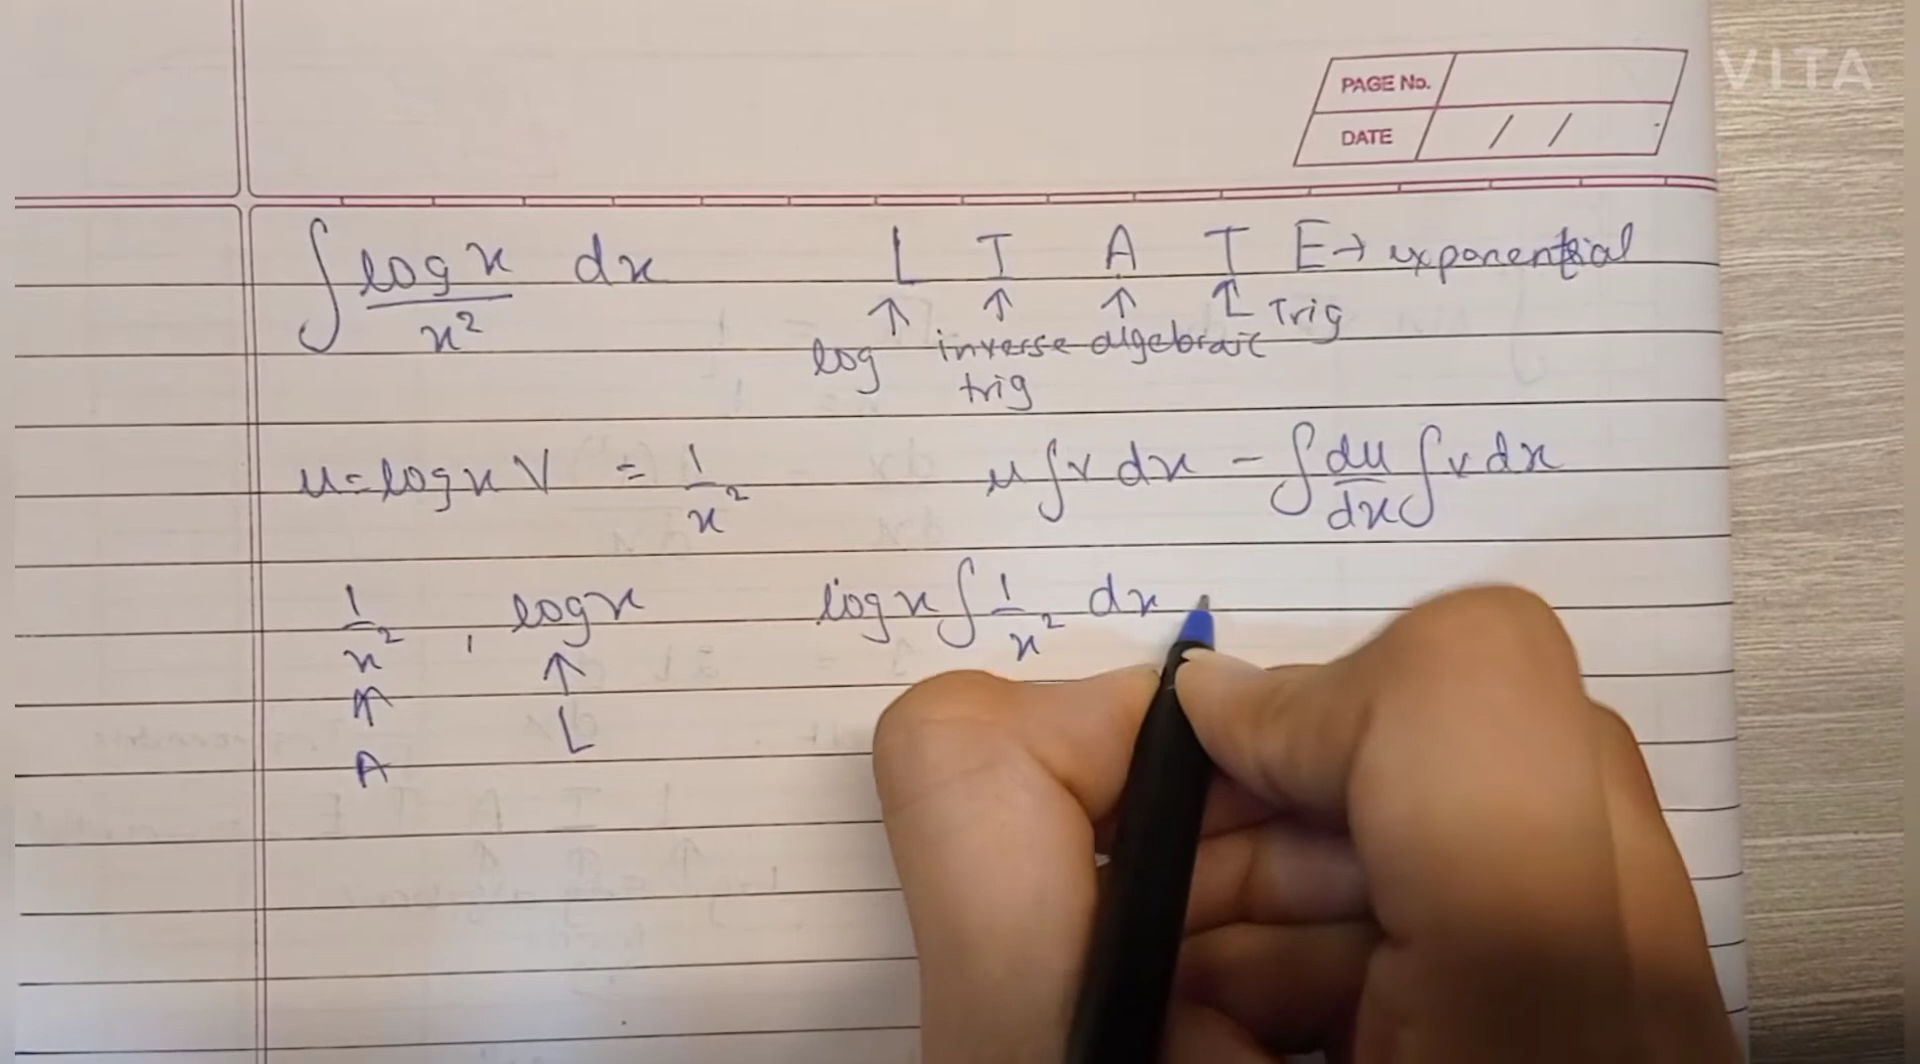 VITA
PAGE No.
DATE / /
∫ log x / x² dx
L I A T E → exponential
↑ ↑ ↑ ↑ Trig
log inverse algebraic
trig
u = log x V = 1/x²
u∫v dx - ∫ du/dx ∫v dx
1/x² , log x
↑ ↑
A L
log x ∫ 1/x² dx